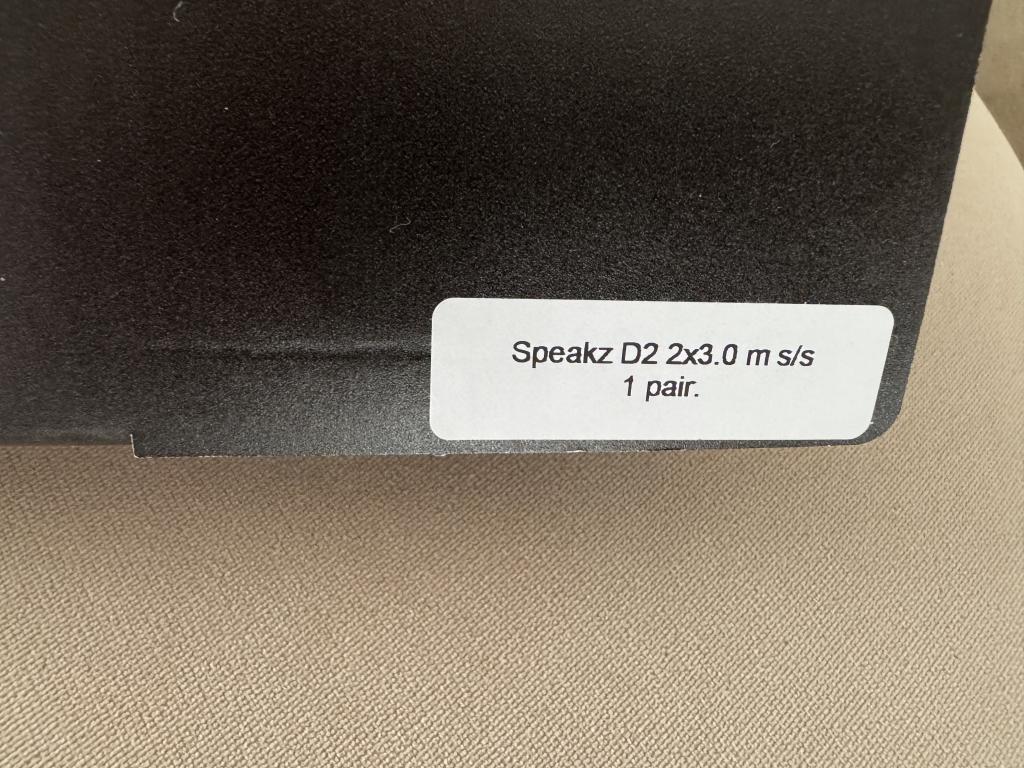 Speakz D2 2x3.0 m s/s
1 pair.